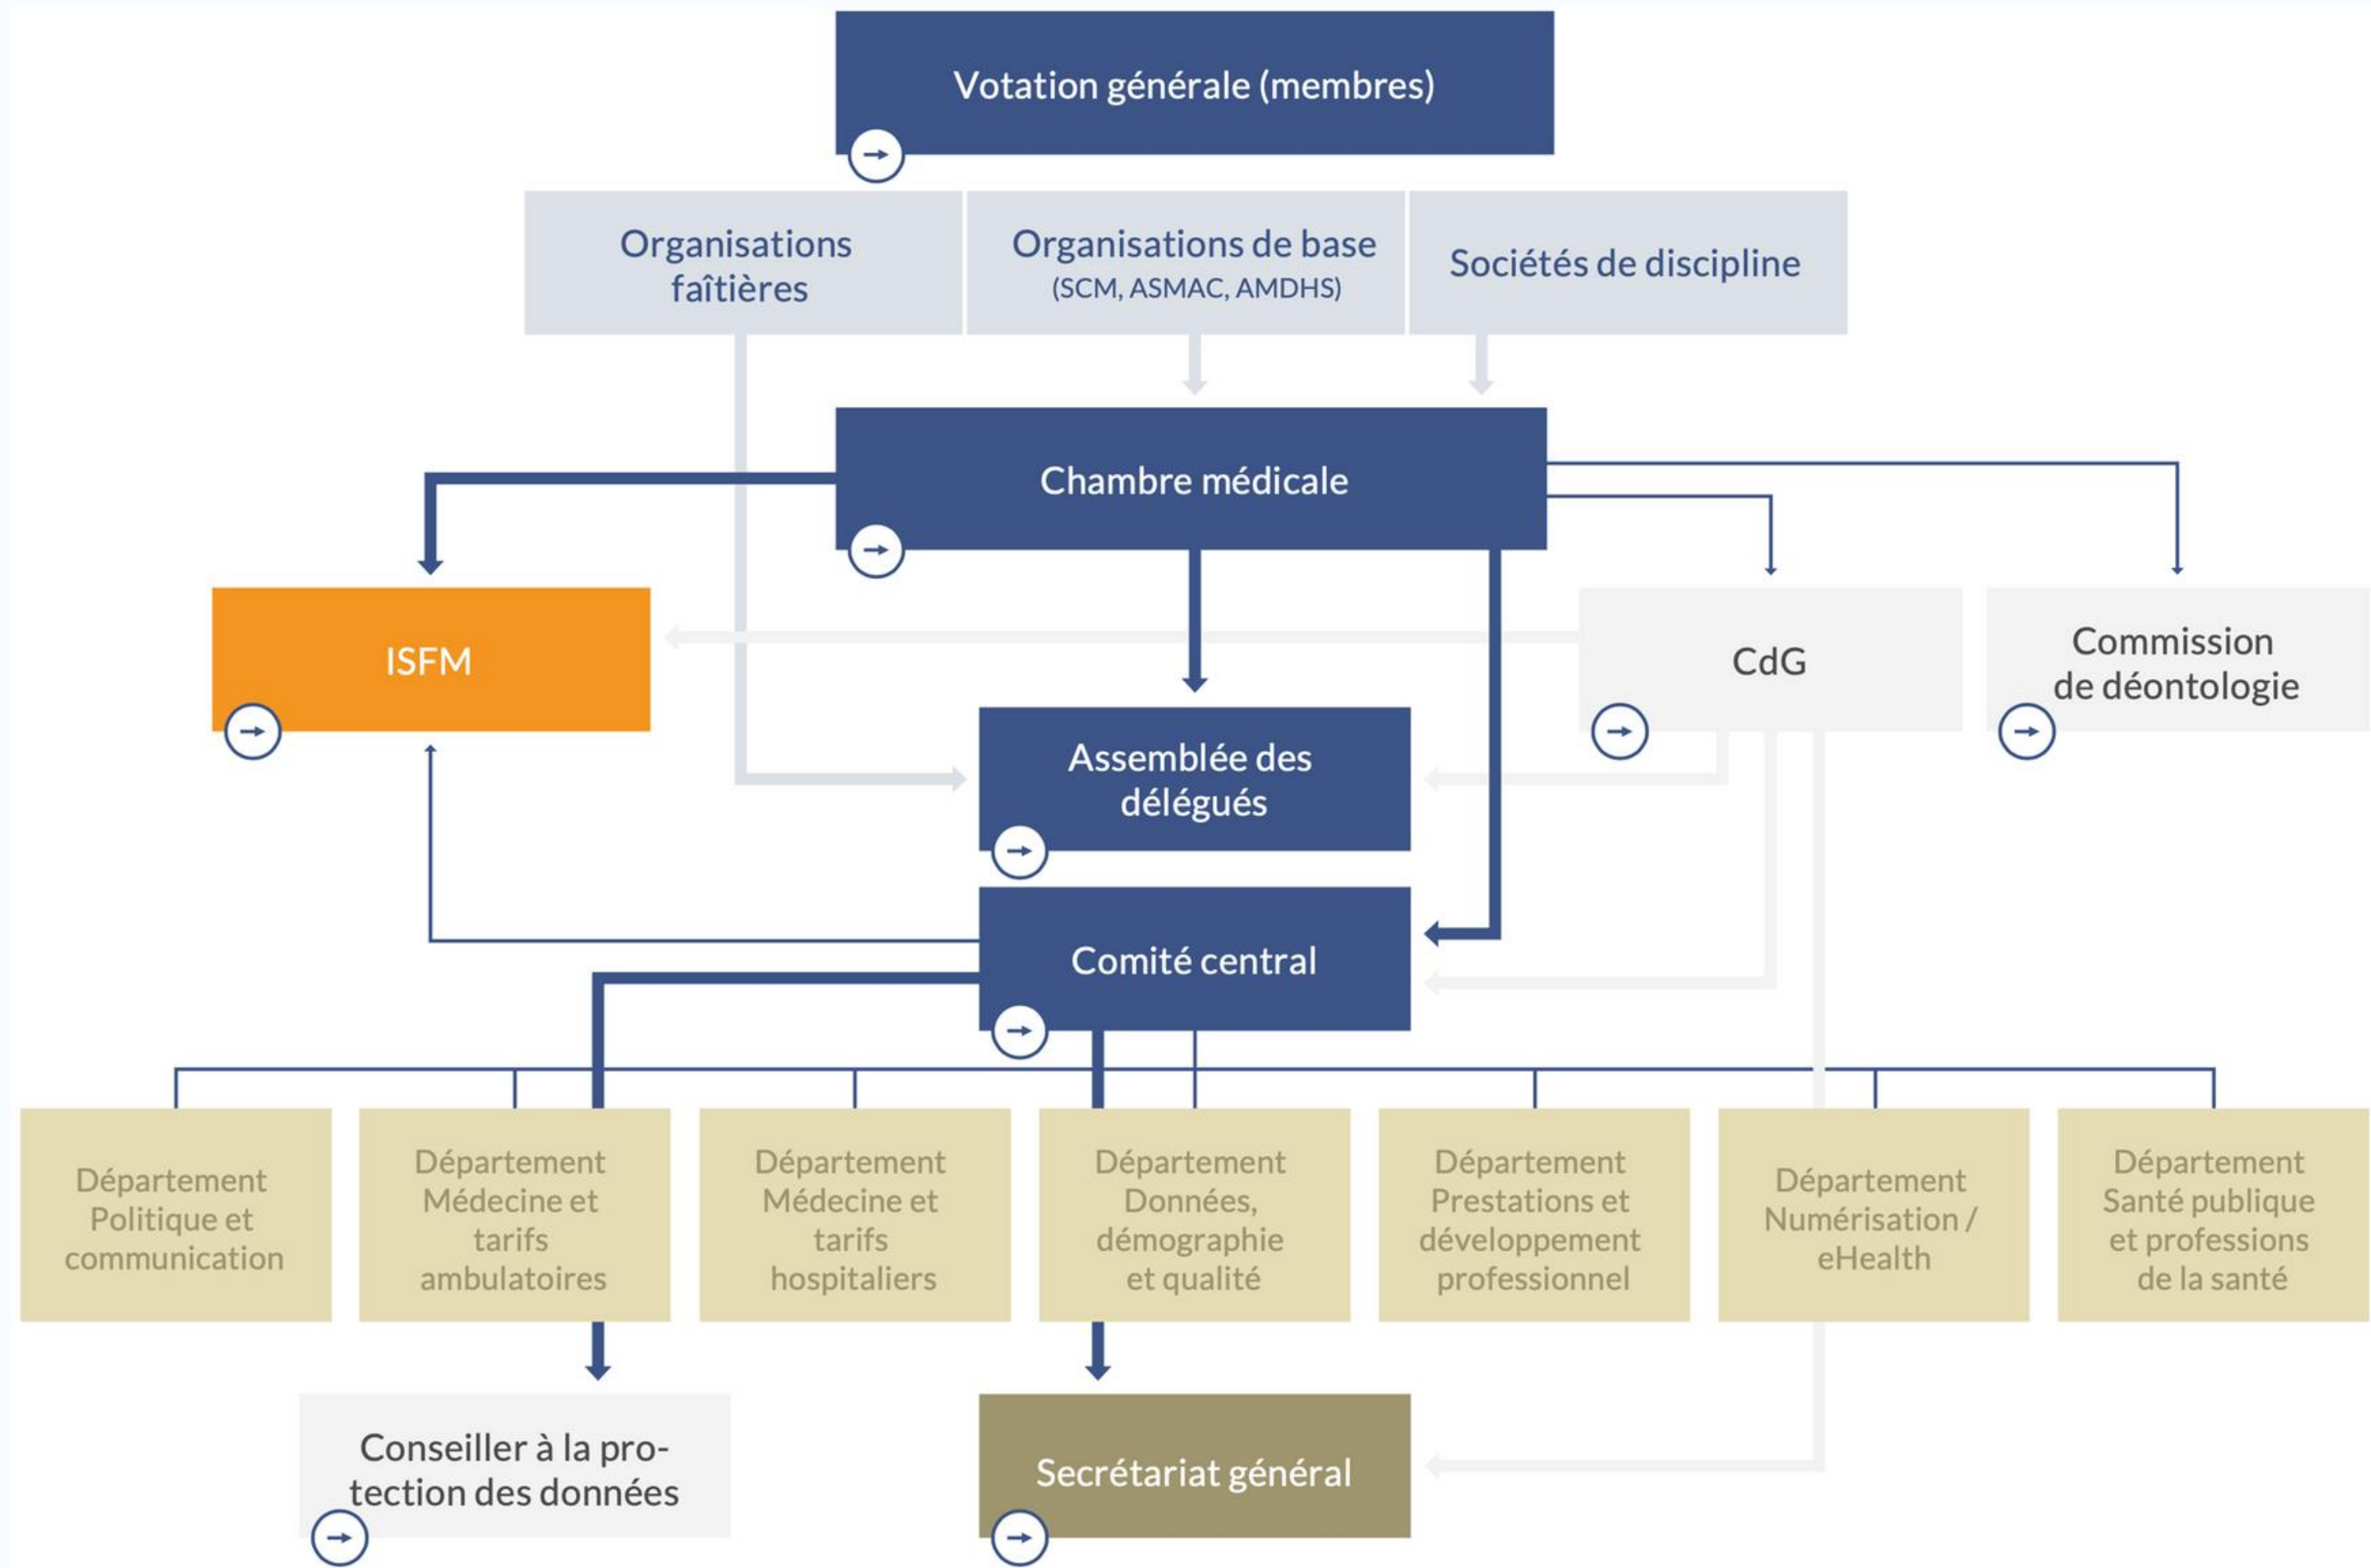 Votation générale (membres)
Organisations
faîtières
Organisations de base
(SCM, ASMAC, AMDHS)
Sociétés de discipline
Chambre médicale
ISFM
CdG
Commission
de déontologie
Assemblée des
délégués
Comité central
Département
Politique et
communication
Département
Médecine et
tarifs
ambulatoires
Département
Médecine et
tarifs
hospitaliers
Département
Données,
démographie
et qualité
Département
Prestations et
développement
professionnel
Département
Numérisation /
eHealth
Département
Santé publique
et professions
de la santé
Conseiller à la pro-
tection des données
Secrétariat général